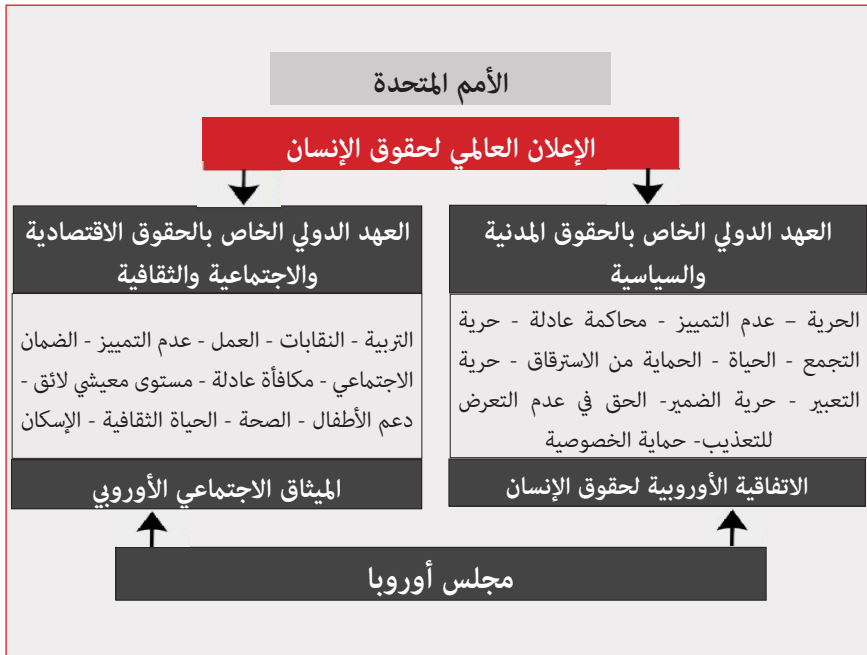 الأمم المتحدة
الإعلان العالمي لحقوق الإنسان
العهد الدولي الخاص بالحقوق المدنية
والسياسية
الحرية – عدم التمييز - محاكمة عادلة - حرية
التجمع - الحياة - الحماية من الاسترقاق - حرية
التعبير - حرية الضمير- الحق في عدم التعرض
للتعذيب- حماية الخصوصية
الاتفاقية الأوروبية لحقوق الإنسان
العهد الدولي الخاص بالحقوق الاقتصادية
والاجتماعية والثقافية
التربية - النقابات - العمل - عدم التمييز - الضمان
الاجتماعي - مكافأة عادلة - مستوى معيشي لائق -
دعم الأطفال - الصحة - الحياة الثقافية - الإسكان
الميثاق الاجتماعي الأوروبي
مجلس أوروبا